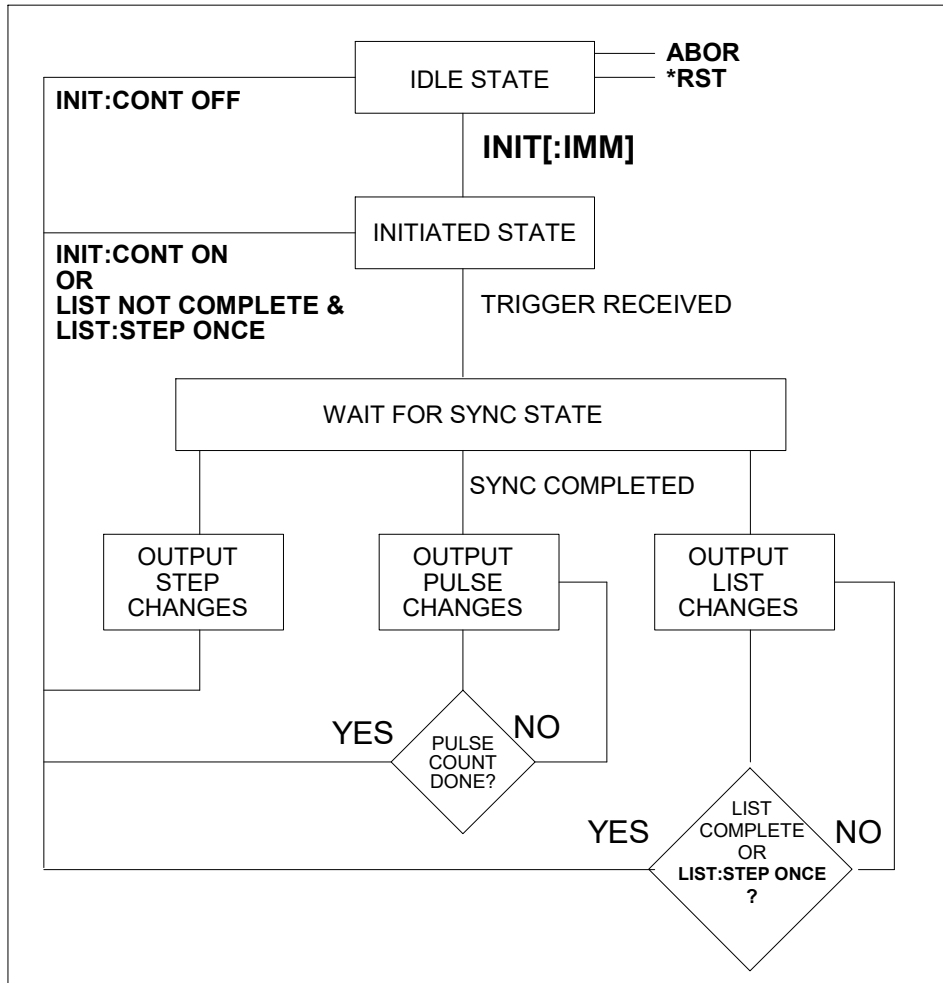 ABOR
*RST
IDLE STATE
INIT:CONT OFF
INIT[:IMM]
INITIATED STATE
INIT:CONT ON
OR
LIST NOT COMPLETE &
LIST:STEP ONCE
TRIGGER RECEIVED
WAIT FOR SYNC STATE
SYNC COMPLETED
OUTPUT
STEP
CHANGES
OUTPUT
PULSE
CHANGES
OUTPUT
LIST
CHANGES
YES
NO
PULSE
COUNT
DONE?
YES
NO
LIST
COMPLETE
OR
LIST:STEP ONCE
?